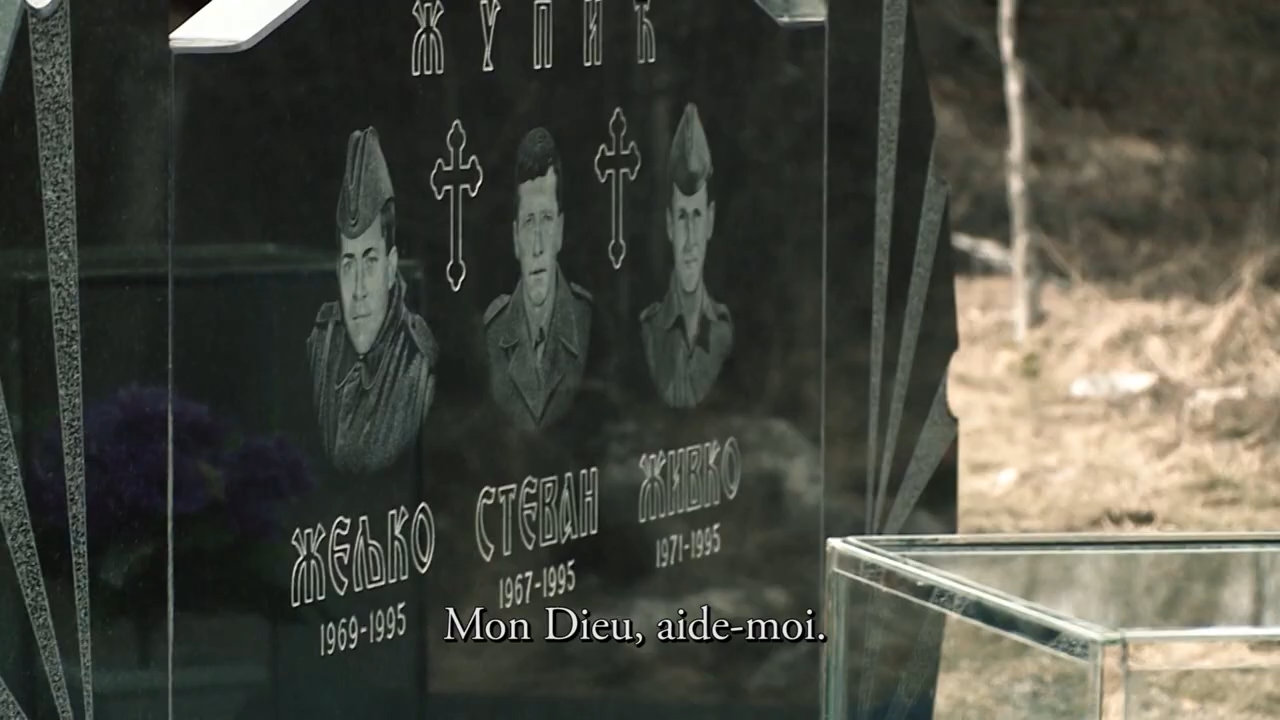 ЖУПИЋ
ЖЕЉКО
1969-1995
СТЕВАН
1967-1995
ЖИВКО
1971-1995
Mon Dieu, aide-moi.